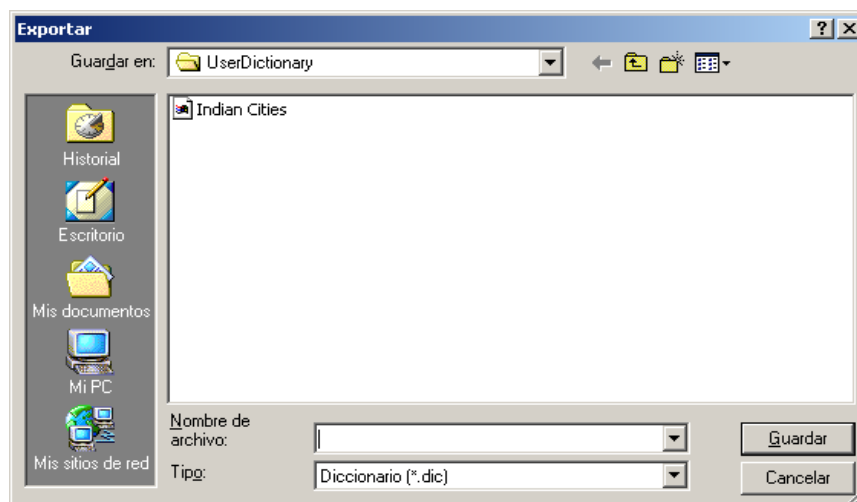 Exportar
Guardar en: UserDictionary
Indian Cities
Historial
Escritorio
Mis documentos
Mi PC
Mis sitios de red
Nombre de
archivo:
Guardar
Tipo: Diccionario (*.dic)
Cancelar